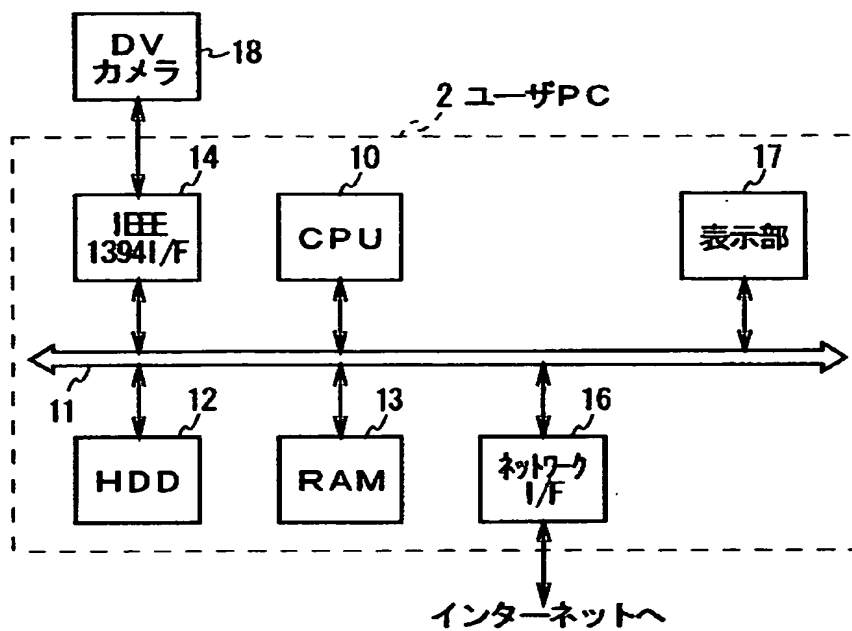 DV
カメラ
18
2 ユーザPC
14
10
17
IEEE
1394I/F
CPU
表示部
11
12
13
16
HDD
RAM
ネットワーク
I/F
インターネットへ